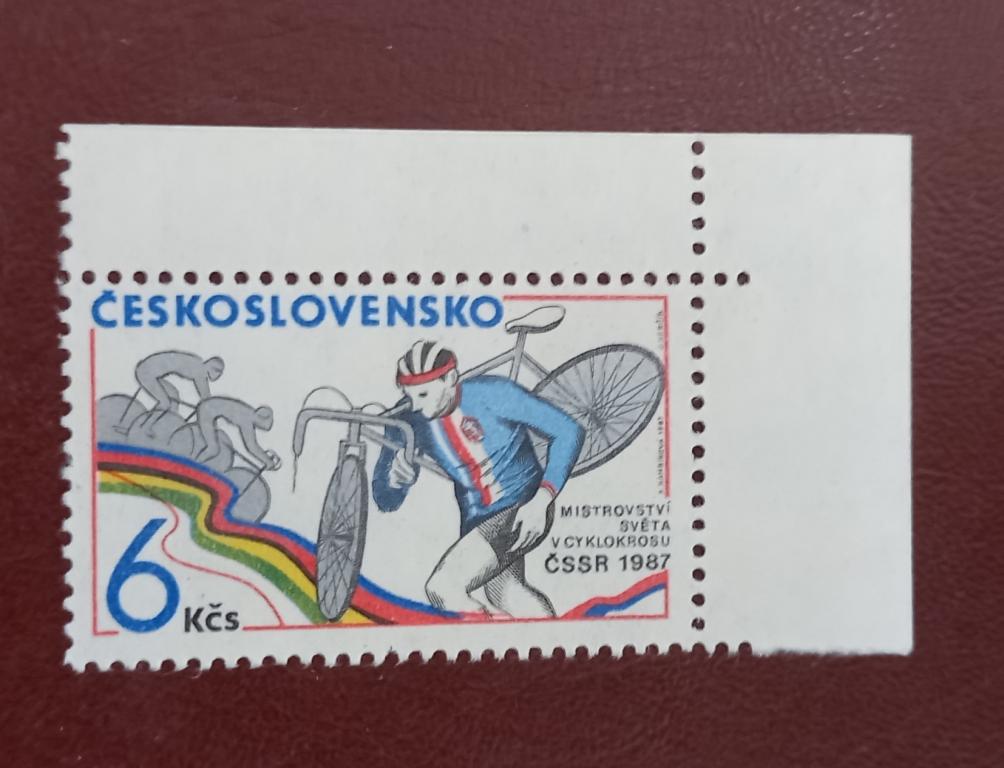 ČESKOSLOVENSKO
MISTROVSTVÍ
SVĚTA
V CYKLOKROSU
ČSSR 1987
6 Kčs